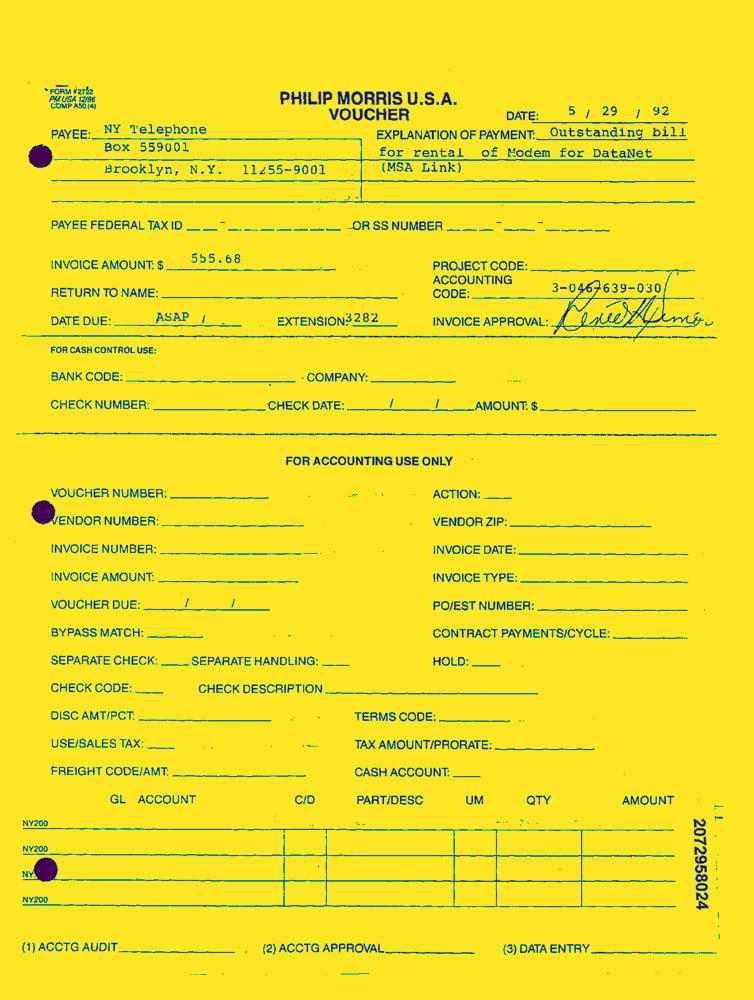 FORM #2722
PM USA 12/86
COMP A50 (4)
PHILIP MORRIS U.S.A.
VOUCHER
DATE: 5 / 29 / 92
PAYEE: NY Telephone
EXPLANATION OF PAYMENT: Outstanding bill
Box 559001
for rental of Modem for DataNet
Brooklyn, N.Y. 11255-9001
(MSA Link)
PAYEE FEDERAL TAX ID __ - ______ OR SS NUMBER ___ - __ - ____
INVOICE AMOUNT: $ 555.68
PROJECT CODE:
ACCOUNTING
RETURN TO NAME:
CODE: 3-0467639-030
DATE DUE: ASAP /
EXTENSION: 3282
INVOICE APPROVAL:
FOR CASH CONTROL USE:
BANK CODE: COMPANY:
CHECK NUMBER: CHECK DATE: / / AMOUNT: $
FOR ACCOUNTING USE ONLY
VOUCHER NUMBER: ACTION:
VENDOR NUMBER: VENDOR ZIP:
INVOICE NUMBER: INVOICE DATE:
INVOICE AMOUNT: INVOICE TYPE:
VOUCHER DUE: / / PO/EST NUMBER:
BYPASS MATCH: CONTRACT PAYMENTS/CYCLE:
SEPARATE CHECK: SEPARATE HANDLING: HOLD:
CHECK CODE: CHECK DESCRIPTION
DISC AMT/PCT: TERMS CODE:
USE/SALES TAX: TAX AMOUNT/PRORATE:
FREIGHT CODE/AMT: CASH ACCOUNT:
GL ACCOUNT C/D PART/DESC UM QTY AMOUNT
NY200
NY200
NY
NY200
2072958024
(1) ACCTG AUDIT (2) ACCTG APPROVAL (3) DATA ENTRY